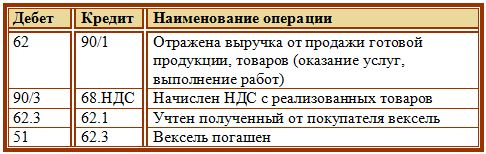 Дебет Кредит Наименование операции
62 90/1 Отражена выручка от продажи готовой
продукции, товаров (оказание услуг,
выполнение работ)
90/3 68.НДС Начислен НДС с реализованных товаров
62.3 62.1 Учтен полученный от покупателя вексель
51 62.3 Вексель погашен